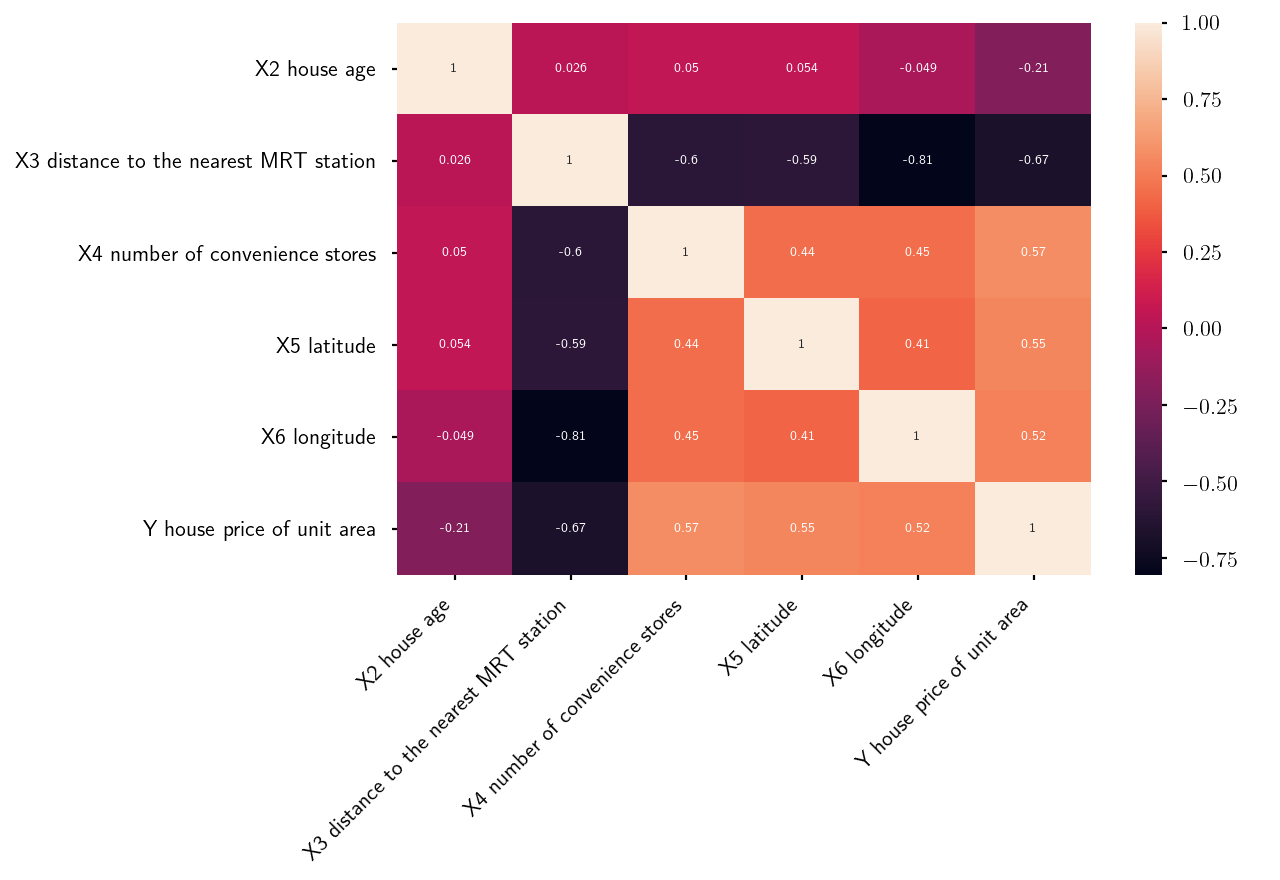 X2 house age 1 0.026 0.05 0.054 -0.049 -0.21
X3 distance to the nearest MRT station 0.026 1 -0.6 -0.59 -0.81 -0.67
X4 number of convenience stores 0.05 -0.6 1 0.44 0.45 0.57
X5 latitude 0.054 -0.59 0.44 1 0.41 0.55
X6 longitude -0.049 -0.81 0.45 0.41 1 0.52
Y house price of unit area -0.21 -0.67 0.57 0.55 0.52 1
X2 house age
X3 distance to the nearest MRT station
X4 number of convenience stores
X5 latitude
X6 longitude
Y house price of unit area
1.00
0.75
0.50
0.25
0.00
−0.25
−0.50
−0.75